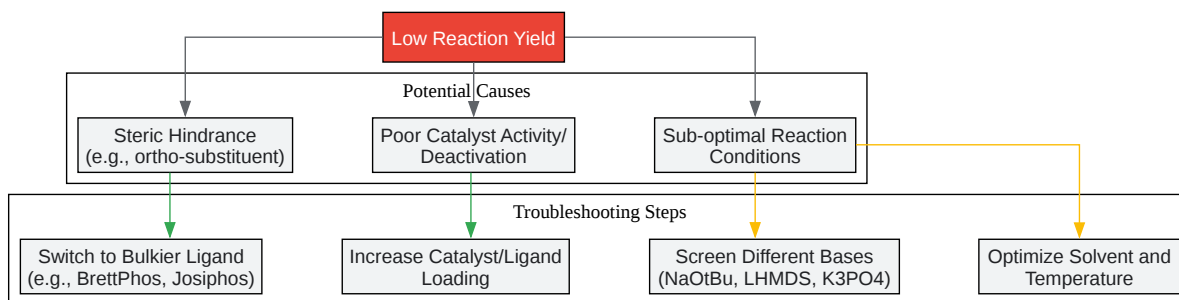 Low Reaction Yield
Potential Causes
Steric Hindrance
(e.g., ortho-substituent)
Poor Catalyst Activity/
Deactivation
Sub-optimal Reaction
Conditions
Troubleshooting Steps
Switch to Bulkier Ligand
(e.g., BrettPhos, Josiphos)
Increase Catalyst/Ligand
Loading
Screen Different Bases
(NaOtBu, LHMDS, K3PO4)
Optimize Solvent and
Temperature